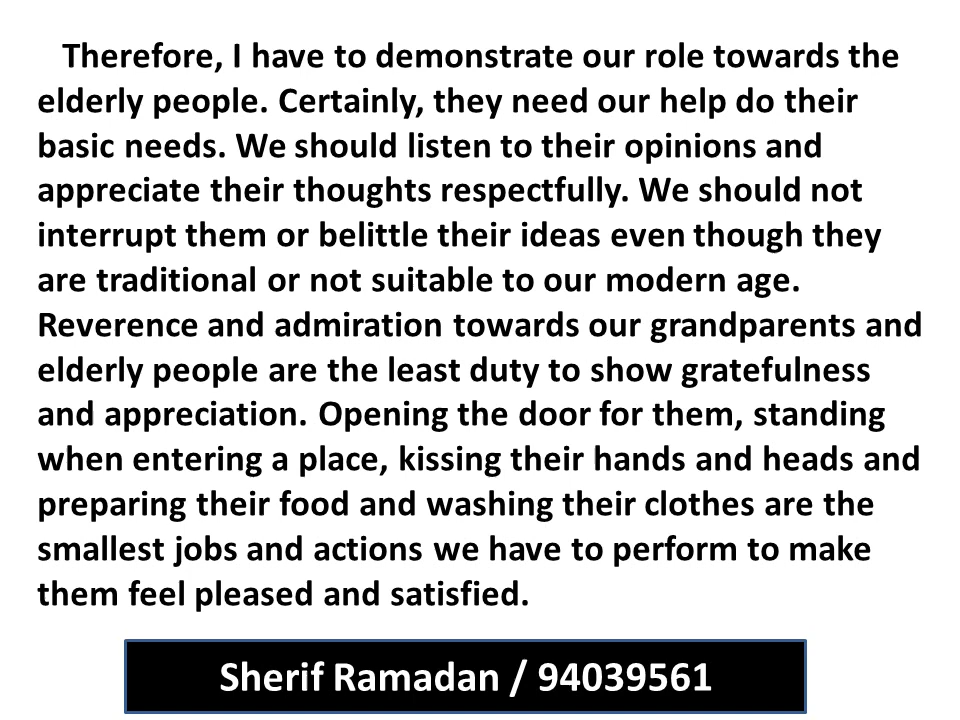 Therefore, I have to demonstrate our role towards the
elderly people. Certainly, they need our help do their
basic needs. We should listen to their opinions and
appreciate their thoughts respectfully. We should not
interrupt them or belittle their ideas even though they
are traditional or not suitable to our modern age.
Reverence and admiration towards our grandparents and
elderly people are the least duty to show gratefulness
and appreciation. Opening the door for them, standing
when entering a place, kissing their hands and heads and
preparing their food and washing their clothes are the
smallest jobs and actions we have to perform to make
them feel pleased and satisfied.
Sherif Ramadan / 94039561